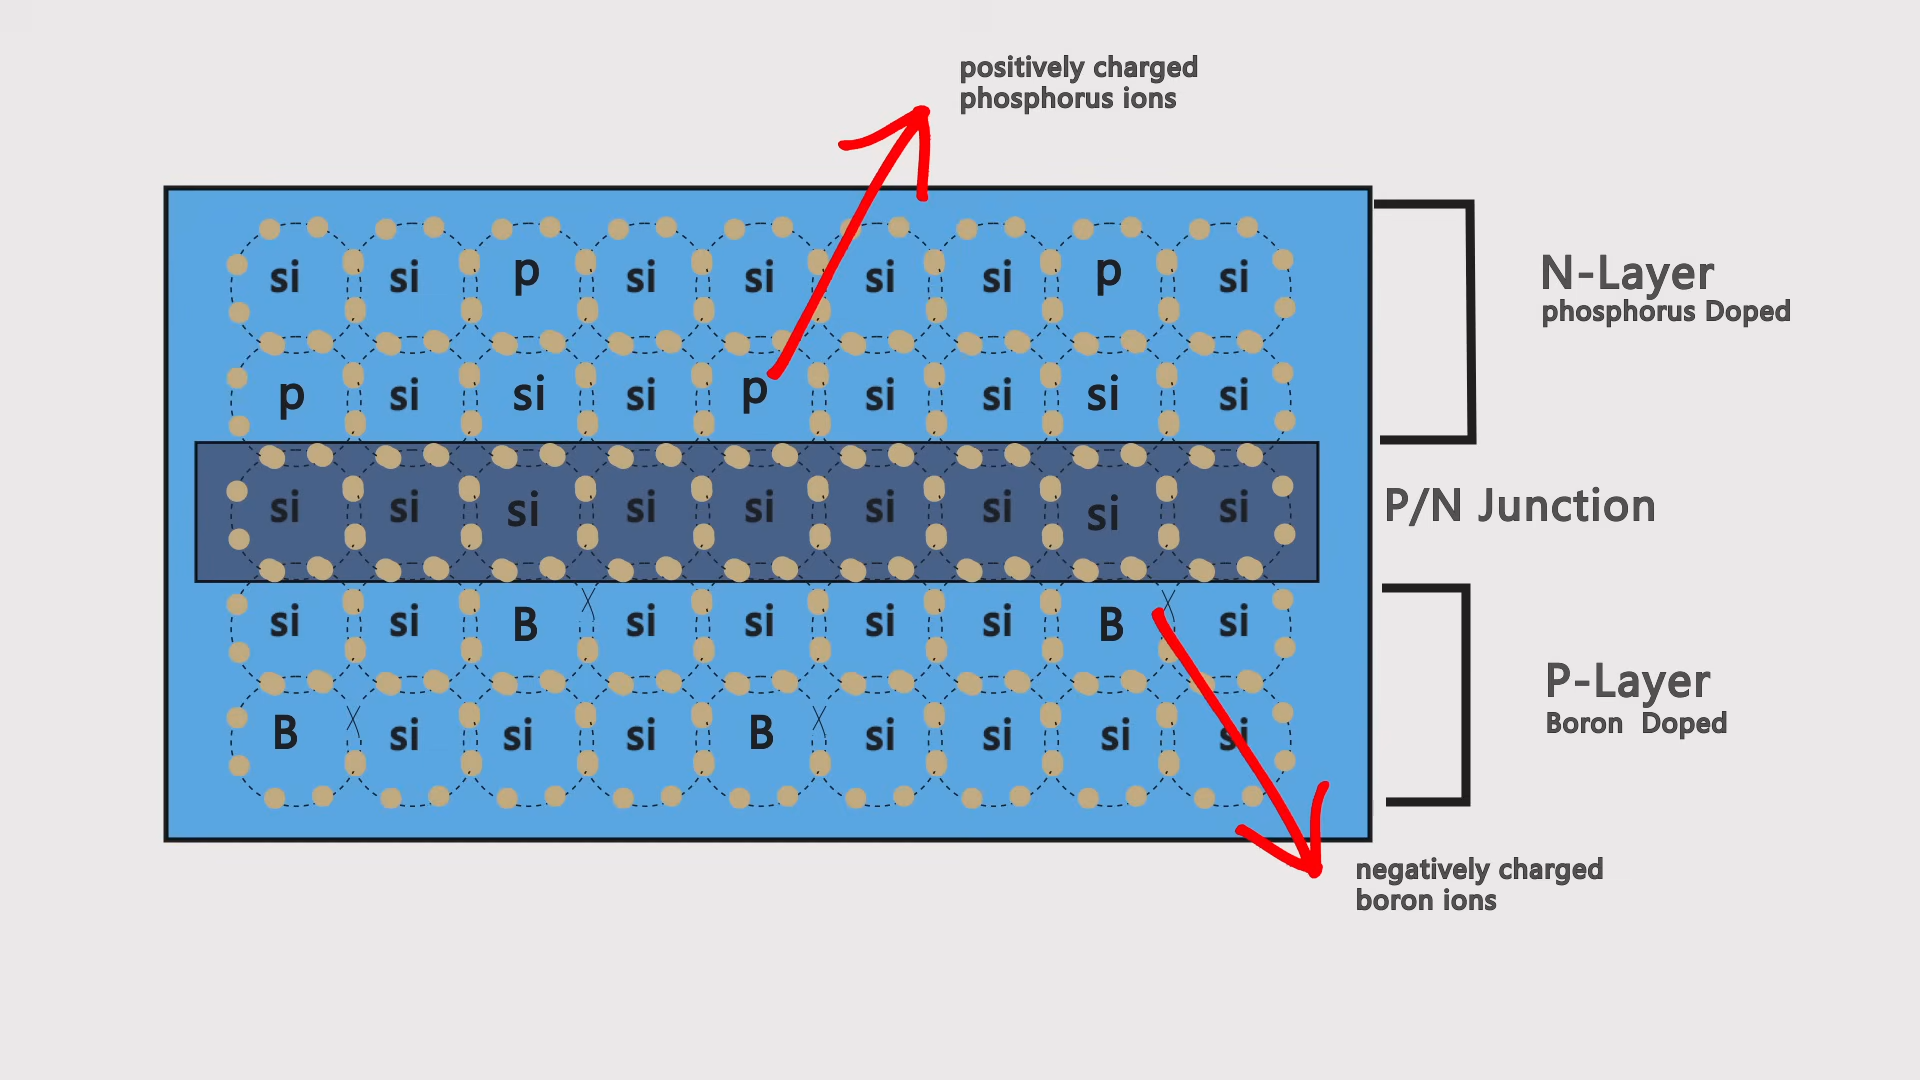 positively charged
phosphorus ions
si si p si si si si p si
p si si si p si si si si
si si si si si si si si si
si si B si si si si B si
B si si si B si si si si
N-Layer
phosphorus Doped
P/N Junction
P-Layer
Boron Doped
negatively charged
boron ions